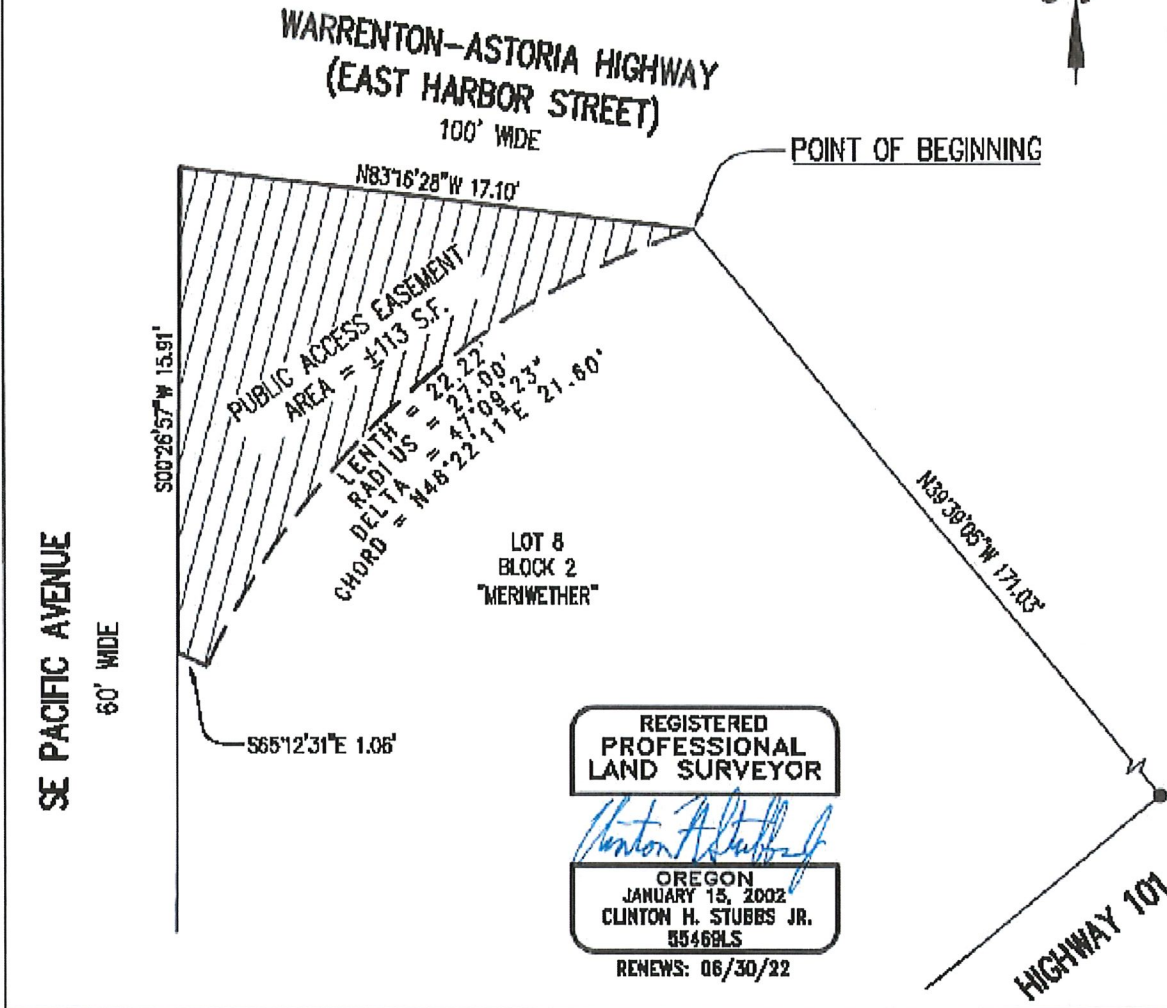 WARRENTON-ASTORIA HIGHWAY
(EAST HARBOR STREET)
100' WIDE
POINT OF BEGINNING
N83°16'28"W 17.10'
PUBLIC ACCESS EASEMENT
AREA = ±113 S.F.
S00°26'57"W 15.91'
LENTH = 22.22'
RADIUS = 27.00'
DELTA = 47°09'23"
CHORD = N48°22'11"E 21.60'
N39°39'05"W 171.03'
LOT 8
BLOCK 2
"MERIWETHER"
SE PACIFIC AVENUE
60' WIDE
S65°12'31"E 1.06'
REGISTERED
PROFESSIONAL
LAND SURVEYOR
OREGON
JANUARY 15, 2002
CLINTON H. STUBBS JR.
55469LS
RENEWS: 06/30/22
HIGHWAY 101